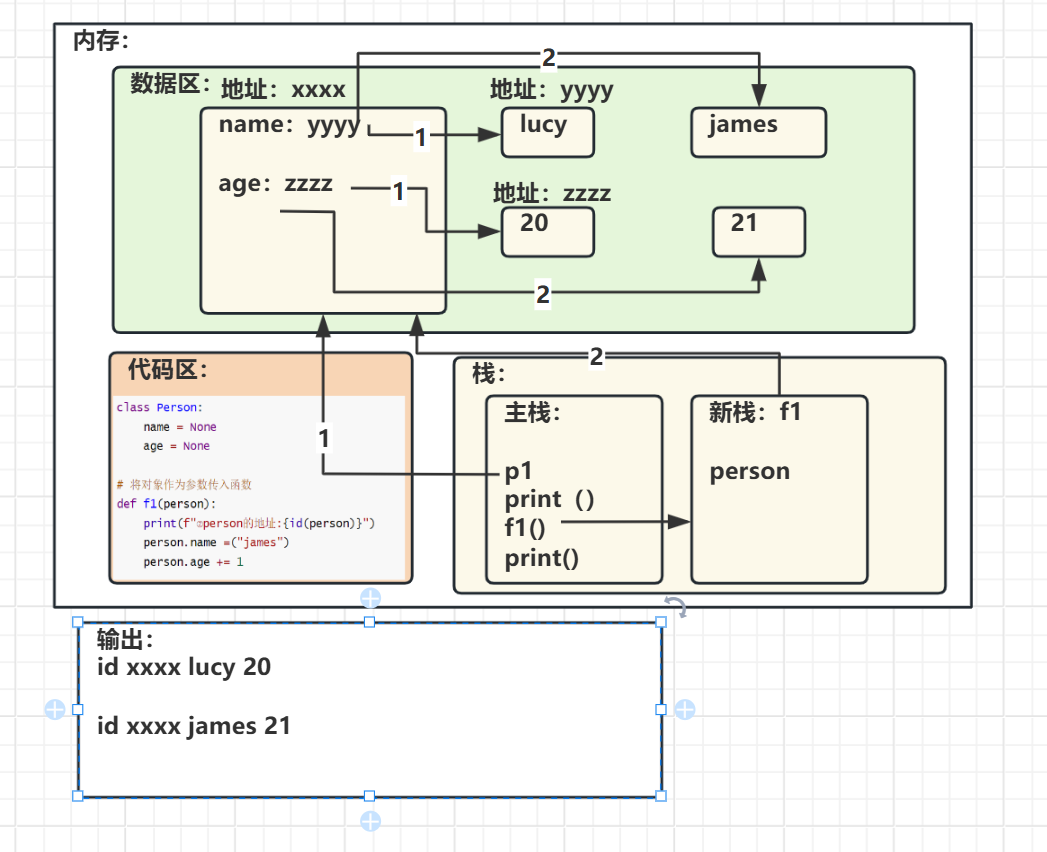 内存：
数据区：
地址：xxxx
地址：yyyy
2
name：yyyy
1
lucy
james
age：zzzz
1
地址：zzzz
20
21
2
代码区：
class Person:
name = None
age = None
# 将对象作为参数传入函数
def f1(person):
print(f"②person的地址:{id(person)}")
person.name =("james")
person.age += 1
1
2
栈：
主栈：
p1
print（）
f1()
print()
新栈：f1
person
输出：
id xxxx lucy 20
id xxxx james 21